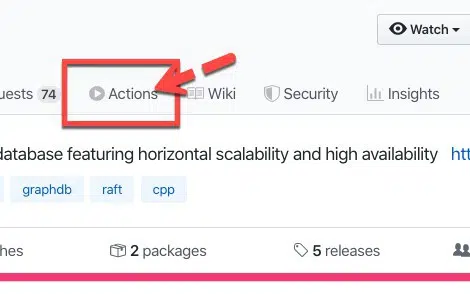 Watch
uests 74 Actions Wiki Security Insights
database featuring horizontal scalability and high availability htt
graphdb raft cpp
hes 2 packages 5 releases